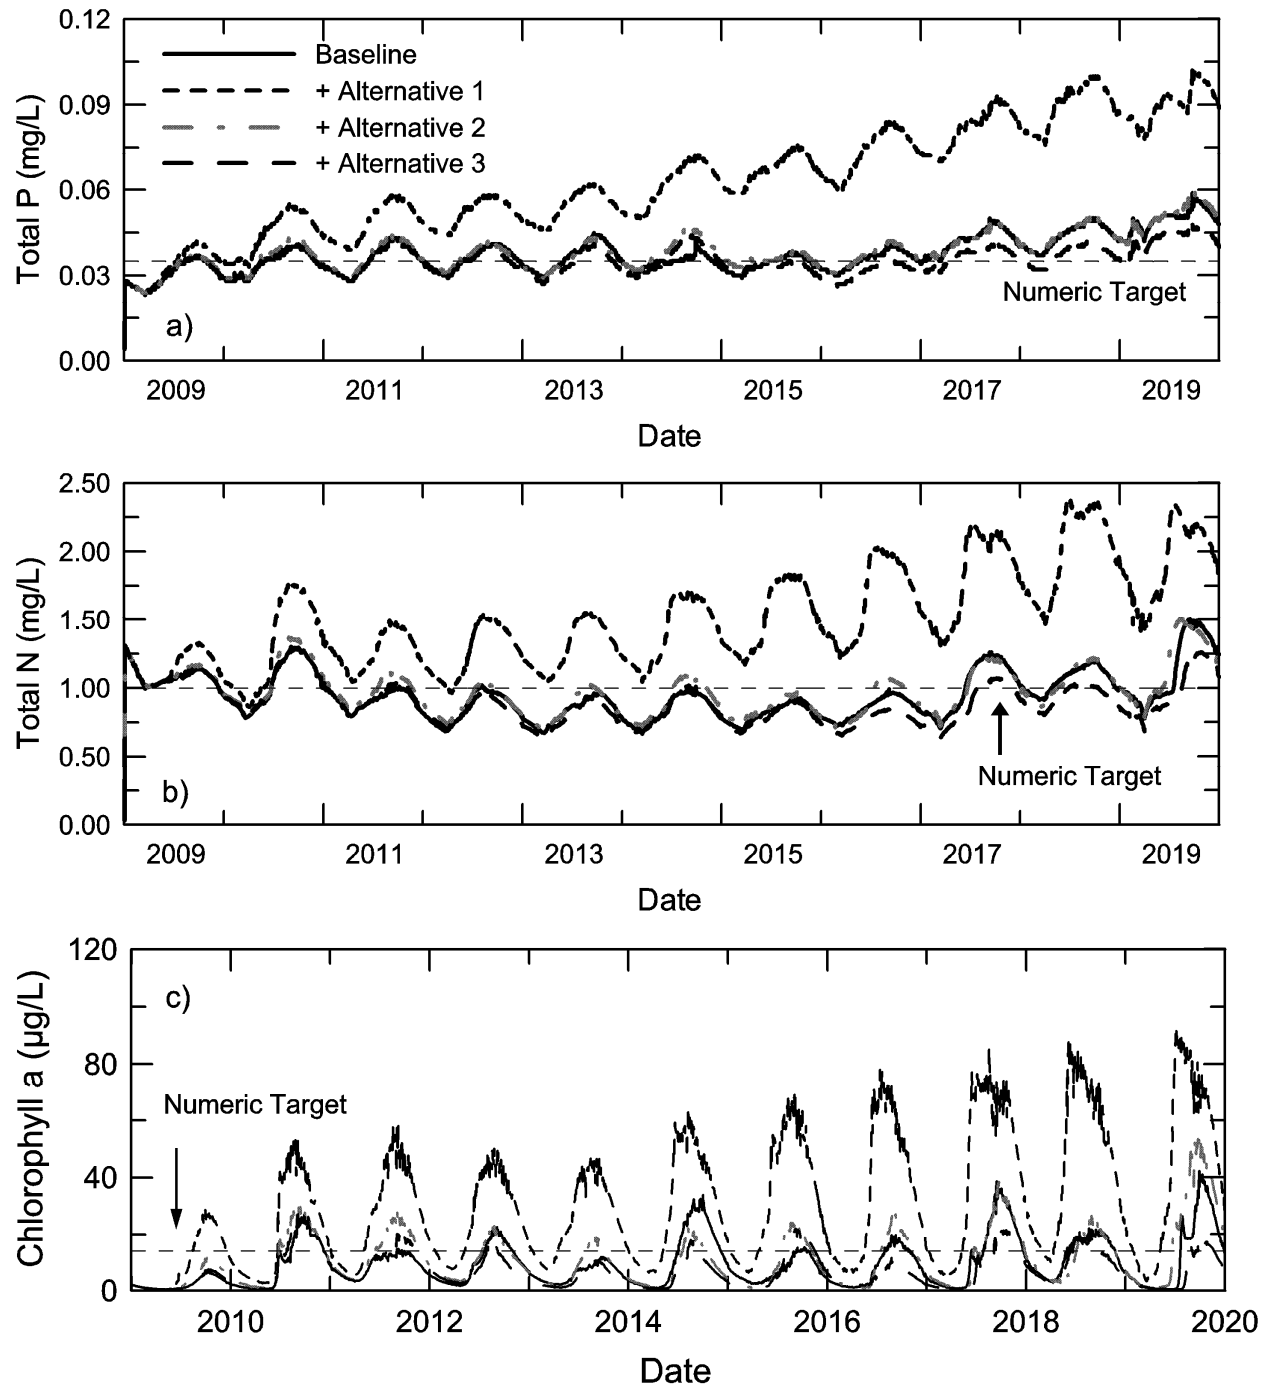 0.12
0.09
0.06
0.03
0.00
Total P (mg/L)
Baseline
+ Alternative 1
+ Alternative 2
+ Alternative 3
Numeric Target
a)
2009 2011 2013 2015 2017 2019
Date
2.50
2.00
1.50
1.00
0.50
0.00
Total N (mg/L)
Numeric Target
b)
2009 2011 2013 2015 2017 2019
Date
120
80
40
0
Chlorophyll a (µg/L)
c)
Numeric Target
2010 2012 2014 2016 2018 2020
Date